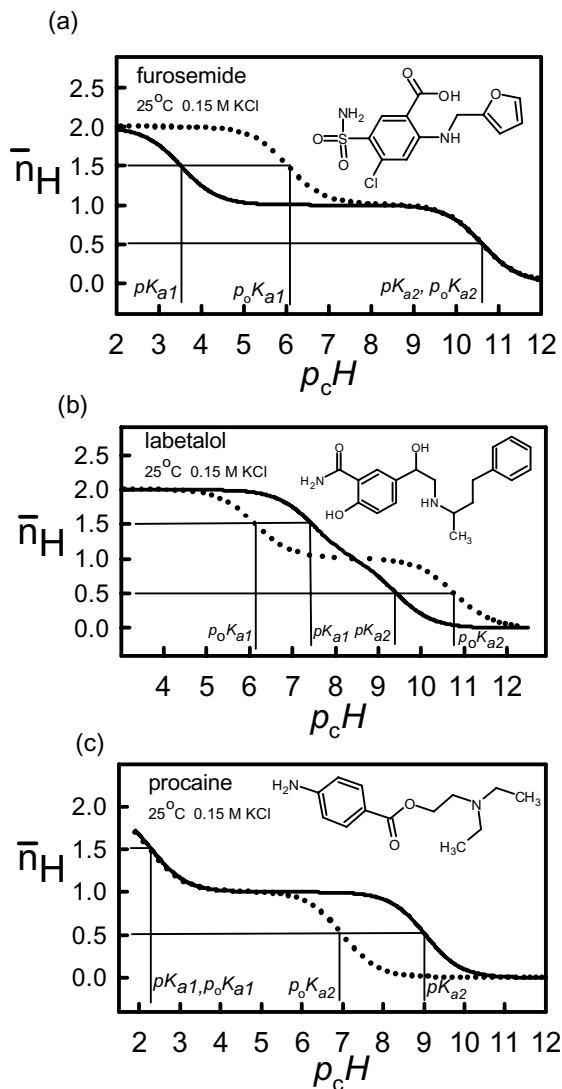 (a)
furosemide
25°C 0.15 M KCl
O
OH
O
NH2
O S
O
NH
Cl
n̄H
2.5
2.0
1.5
1.0
0.5
0.0
pKa1
poKa1
pKa2, poKa2
2 3 4 5 6 7 8 9 10 11 12
pcH
(b)
labetalol
25°C 0.15 M KCl
OH
O
H2N
HO
N
H
CH3
n̄H
2.5
2.0
1.5
1.0
0.5
0.0
poKa1
pKa1
pKa2
poKa2
4 5 6 7 8 9 10 11 12
pcH
(c)
procaine
25°C 0.15 M KCl
H2N
O
O
N
CH3
H3C
n̄H
2.0
1.5
1.0
0.5
0.0
pKa1,poKa1
poKa2
pKa2
2 3 4 5 6 7 8 9 10 11 12
pcH